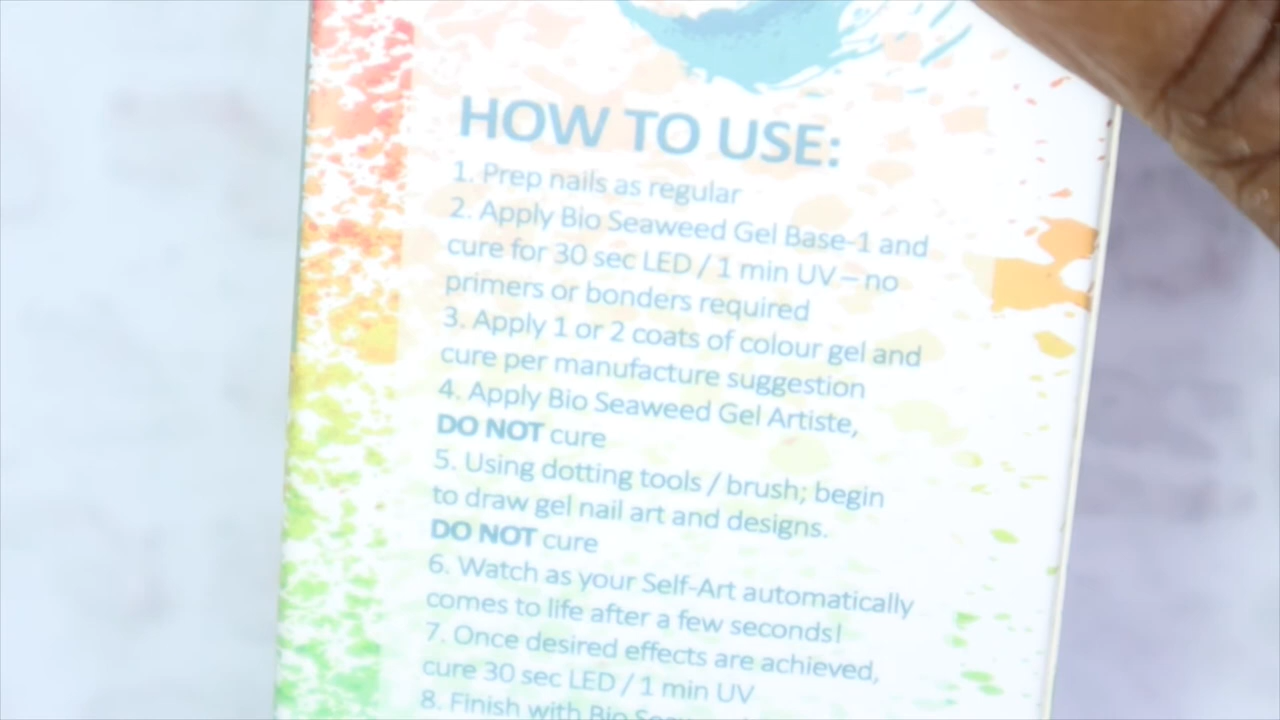 HOW TO USE:
1. Prep nails as regular
2. Apply Bio Seaweed Gel Base-1 and
cure for 30 sec LED / 1 min UV – no
primers or bonders required
3. Apply 1 or 2 coats of colour gel and
cure per manufacture suggestion
4. Apply Bio Seaweed Gel Artiste,
DO NOT cure
5. Using dotting tools / brush; begin
to draw gel nail art and designs.
DO NOT cure
6. Watch as your Self-Art automatically
comes to life after a few seconds!
7. Once desired effects are achieved,
cure 30 sec LED / 1 min UV
8. Finish with Bio